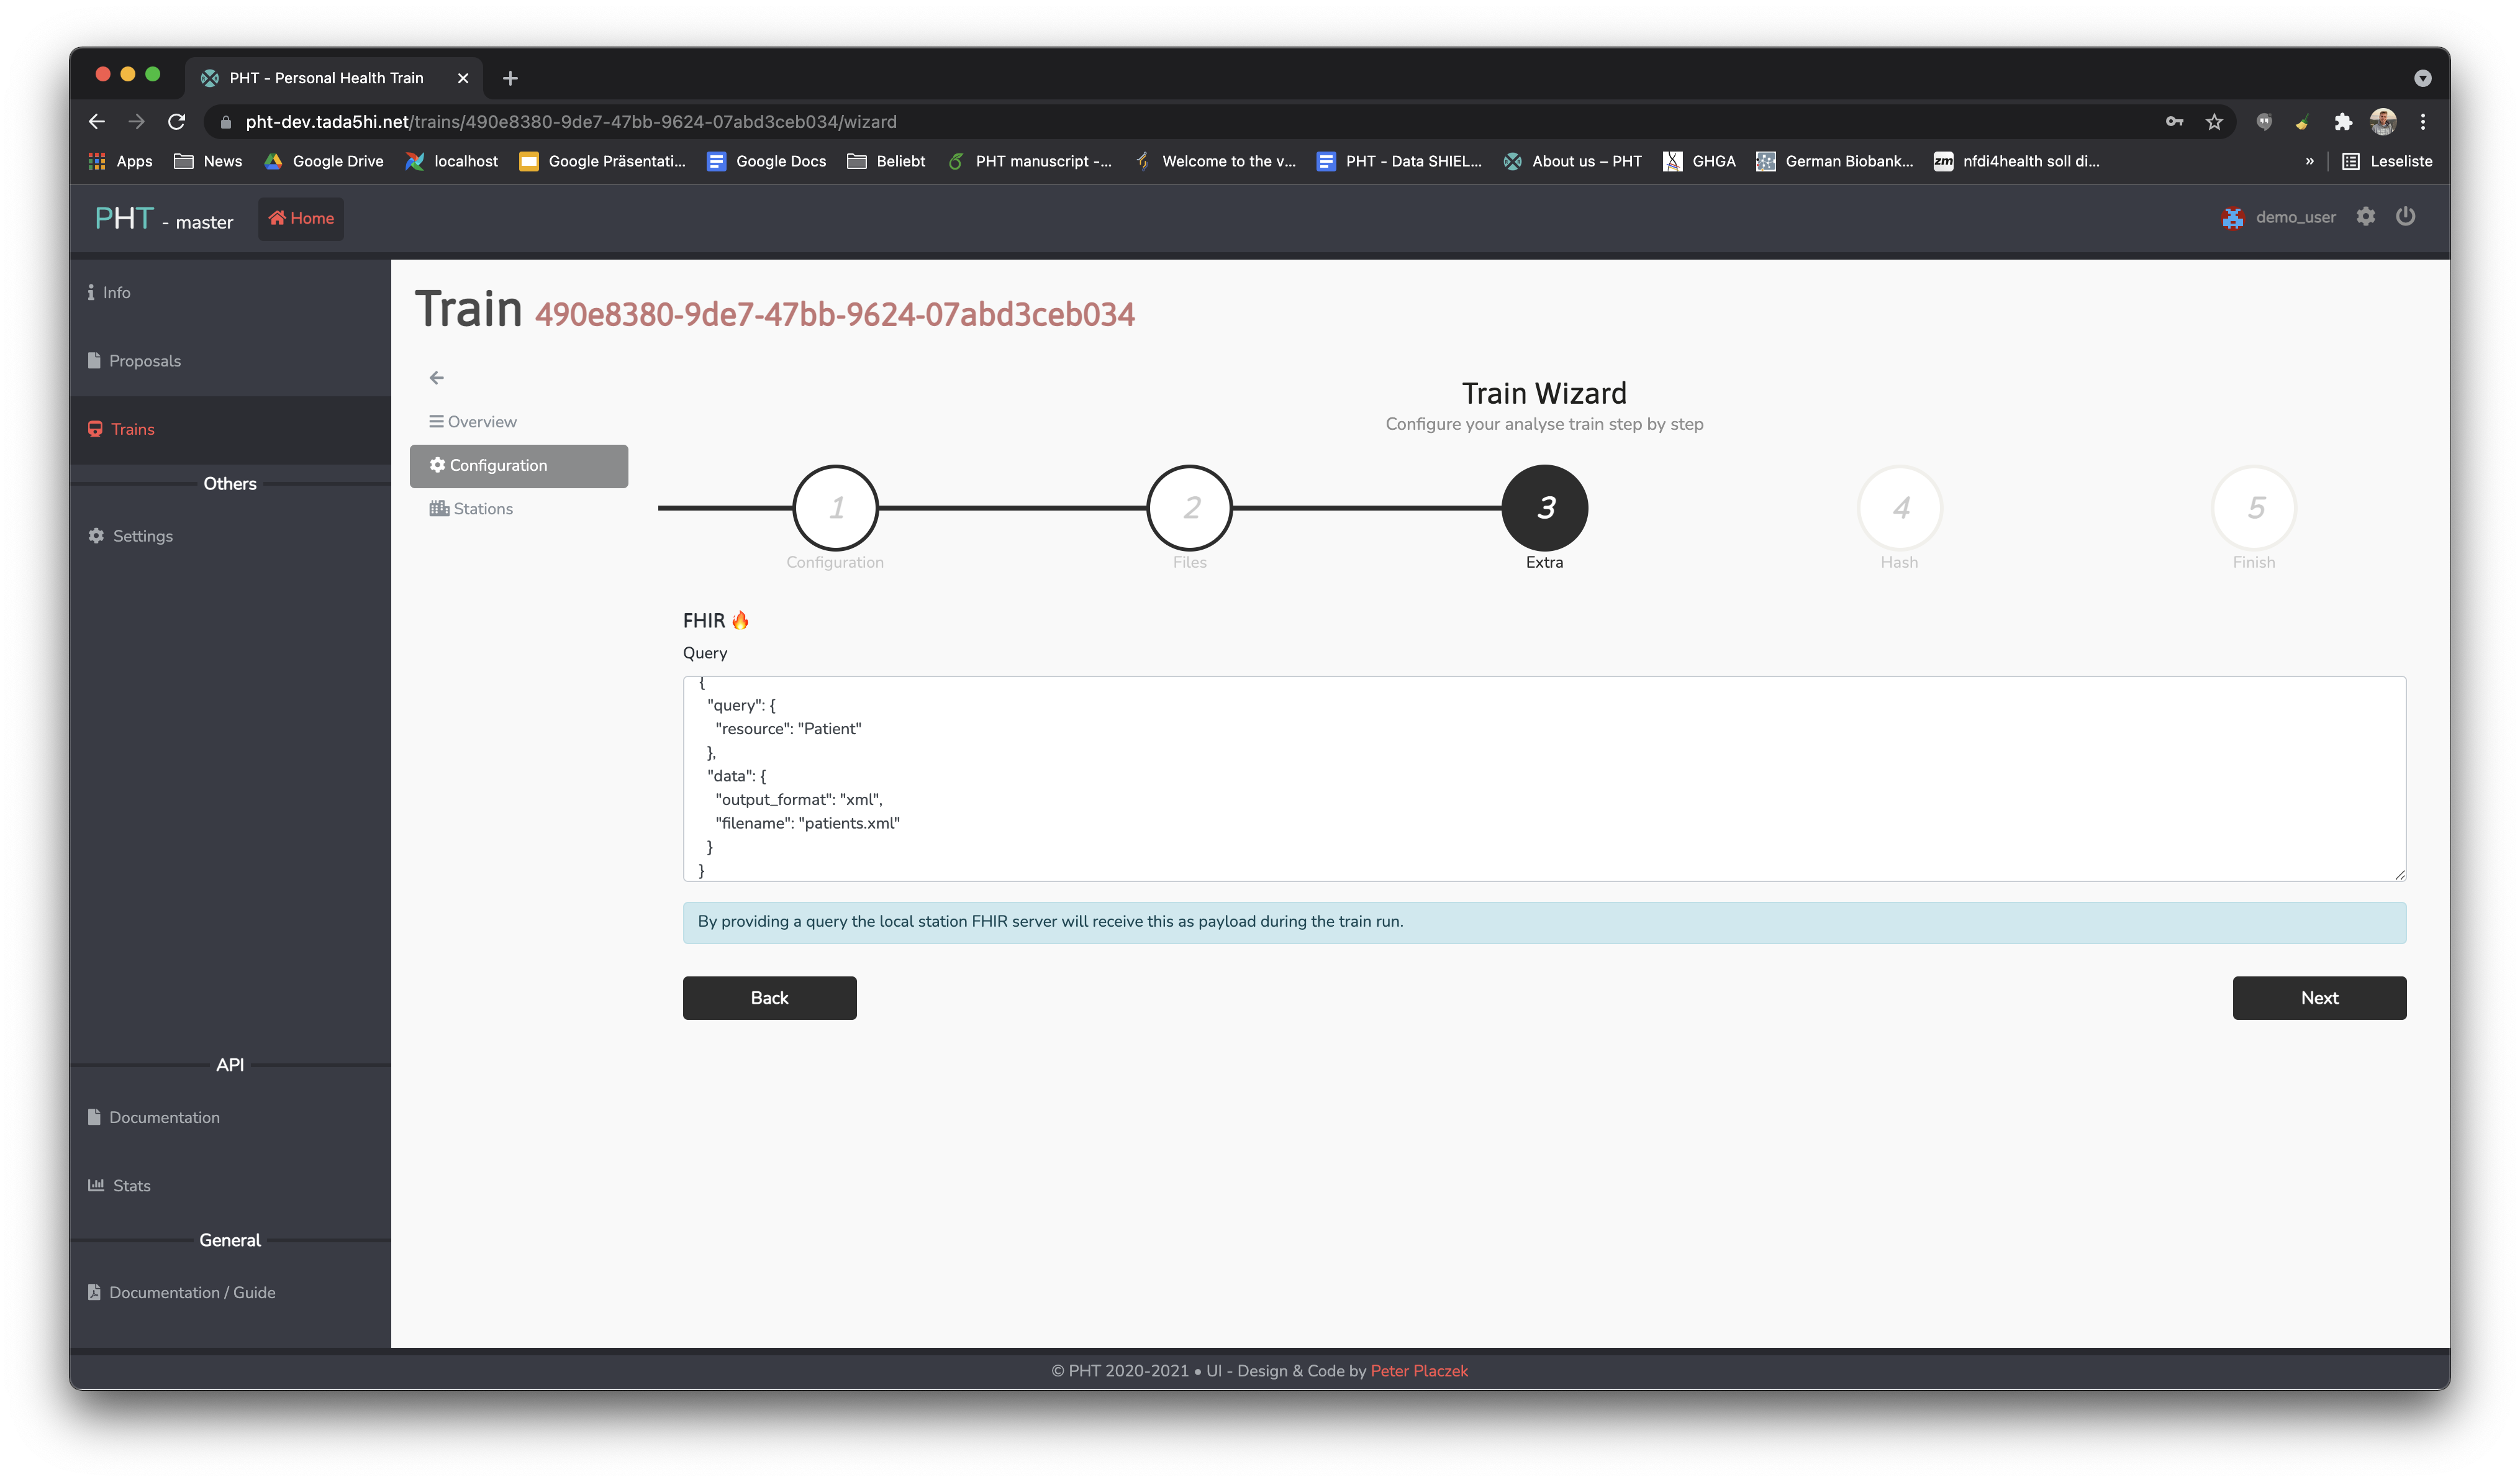 PHT - Personal Health Train
pht-dev.tada5hi.net/trains/490e8380-9de7-47bb-9624-07abd3ceb034/wizard
Apps News Google Drive localhost Google Präsentati... Google Docs Beliebt PHT manuscript -... Welcome to the v... PHT - Data SHIEL... About us – PHT GHGA German Biobank... zm nfdi4health soll di... » Leseliste
PHT - master Home demo_user
Info
Proposals
Trains
Others
Settings
API
Documentation
Stats
General
Documentation / Guide
Train 490e8380-9de7-47bb-9624-07abd3ceb034
Overview
Configuration
Stations
Train Wizard
Configure your analyse train step by step
1 2 3 4 5
Configuration Files Extra Hash Finish
FHIR 🔥
Query
{
"query": {
"resource": "Patient"
},
"data": {
"output_format": "xml",
"filename": "patients.xml"
}
}
By providing a query the local station FHIR server will receive this as payload during the train run.
Back Next
© PHT 2020-2021 • UI - Design & Code by Peter Placzek